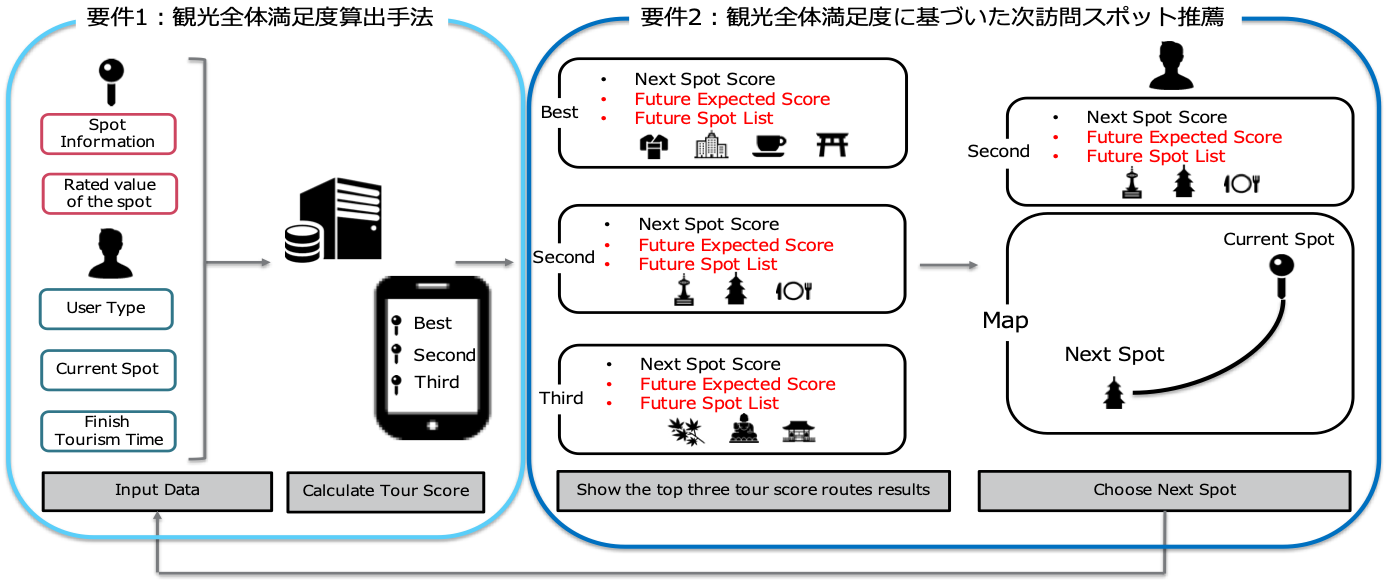 要件1：観光全体満足度算出手法
Spot
Information
Rated value
of the spot
User Type
Current Spot
Finish
Tourism Time
Best
Second
Third
Input Data
Calculate Tour Score
要件2：観光全体満足度に基づいた次訪問スポット推薦
Best
• Next Spot Score
• Future Expected Score
• Future Spot List
Second
• Next Spot Score
• Future Expected Score
• Future Spot List
Third
• Next Spot Score
• Future Expected Score
• Future Spot List
Show the top three tour score routes results
Second
• Next Spot Score
• Future Expected Score
• Future Spot List
Map
Current Spot
Next Spot
Choose Next Spot